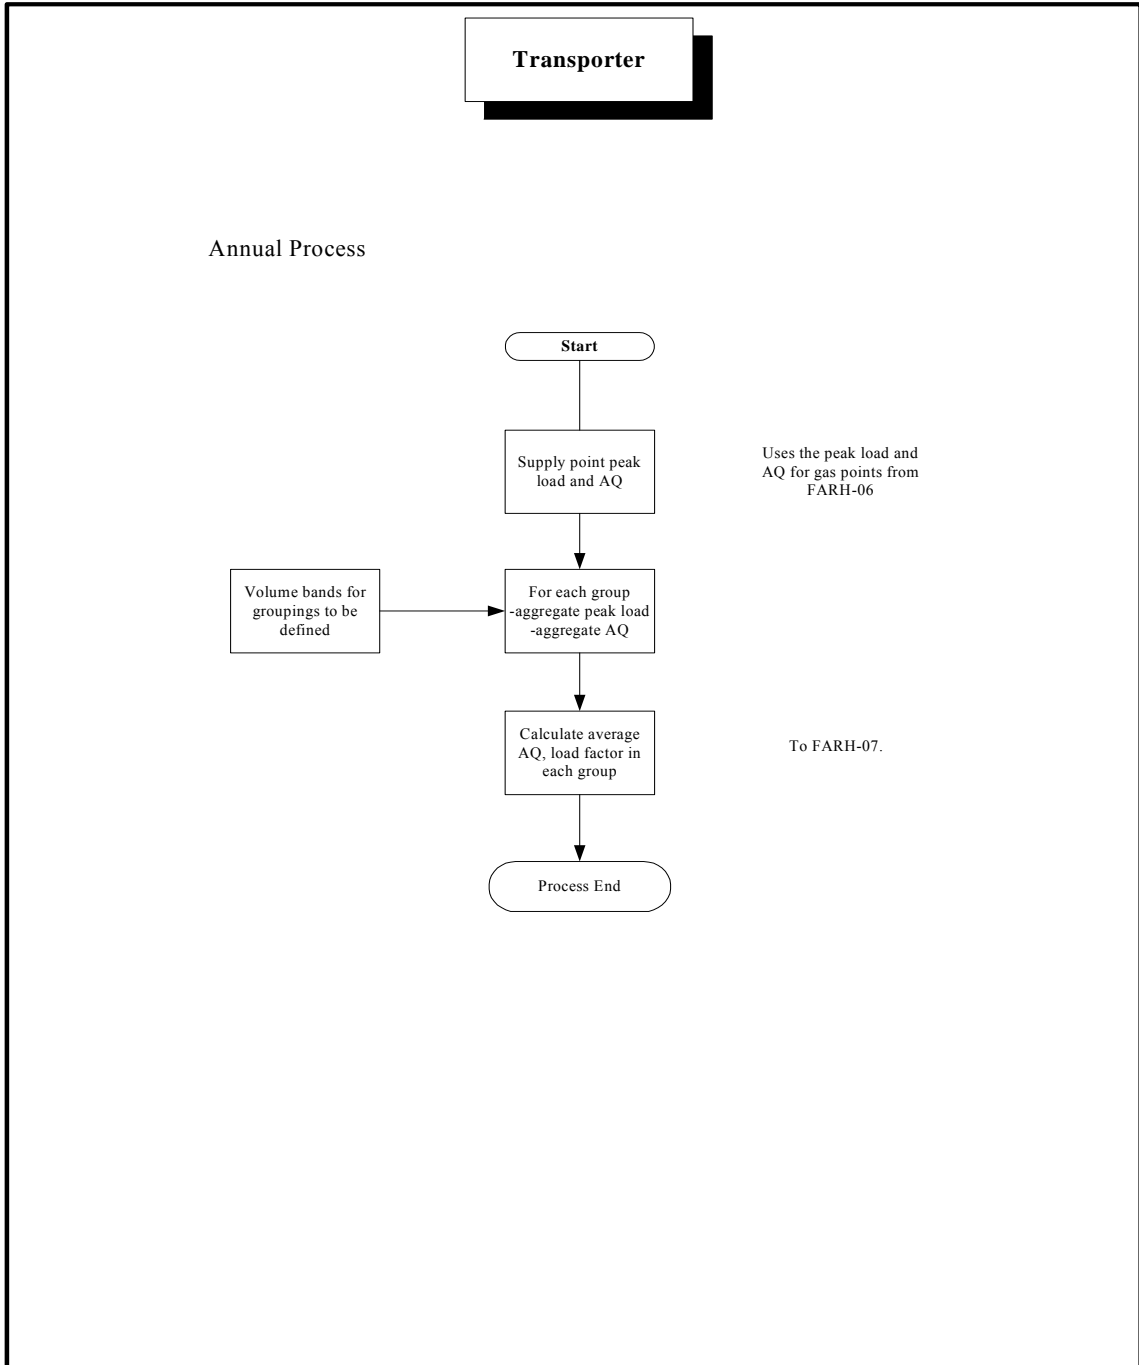 Transporter
Annual Process
Start
Supply point peak
load and AQ
Uses the peak load and
AQ for gas points from
FARH-06
Volume bands for
groupings to be
defined
For each group
-aggregate peak load
-aggregate AQ
Calculate average
AQ, load factor in
each group
To FARH-07.
Process End